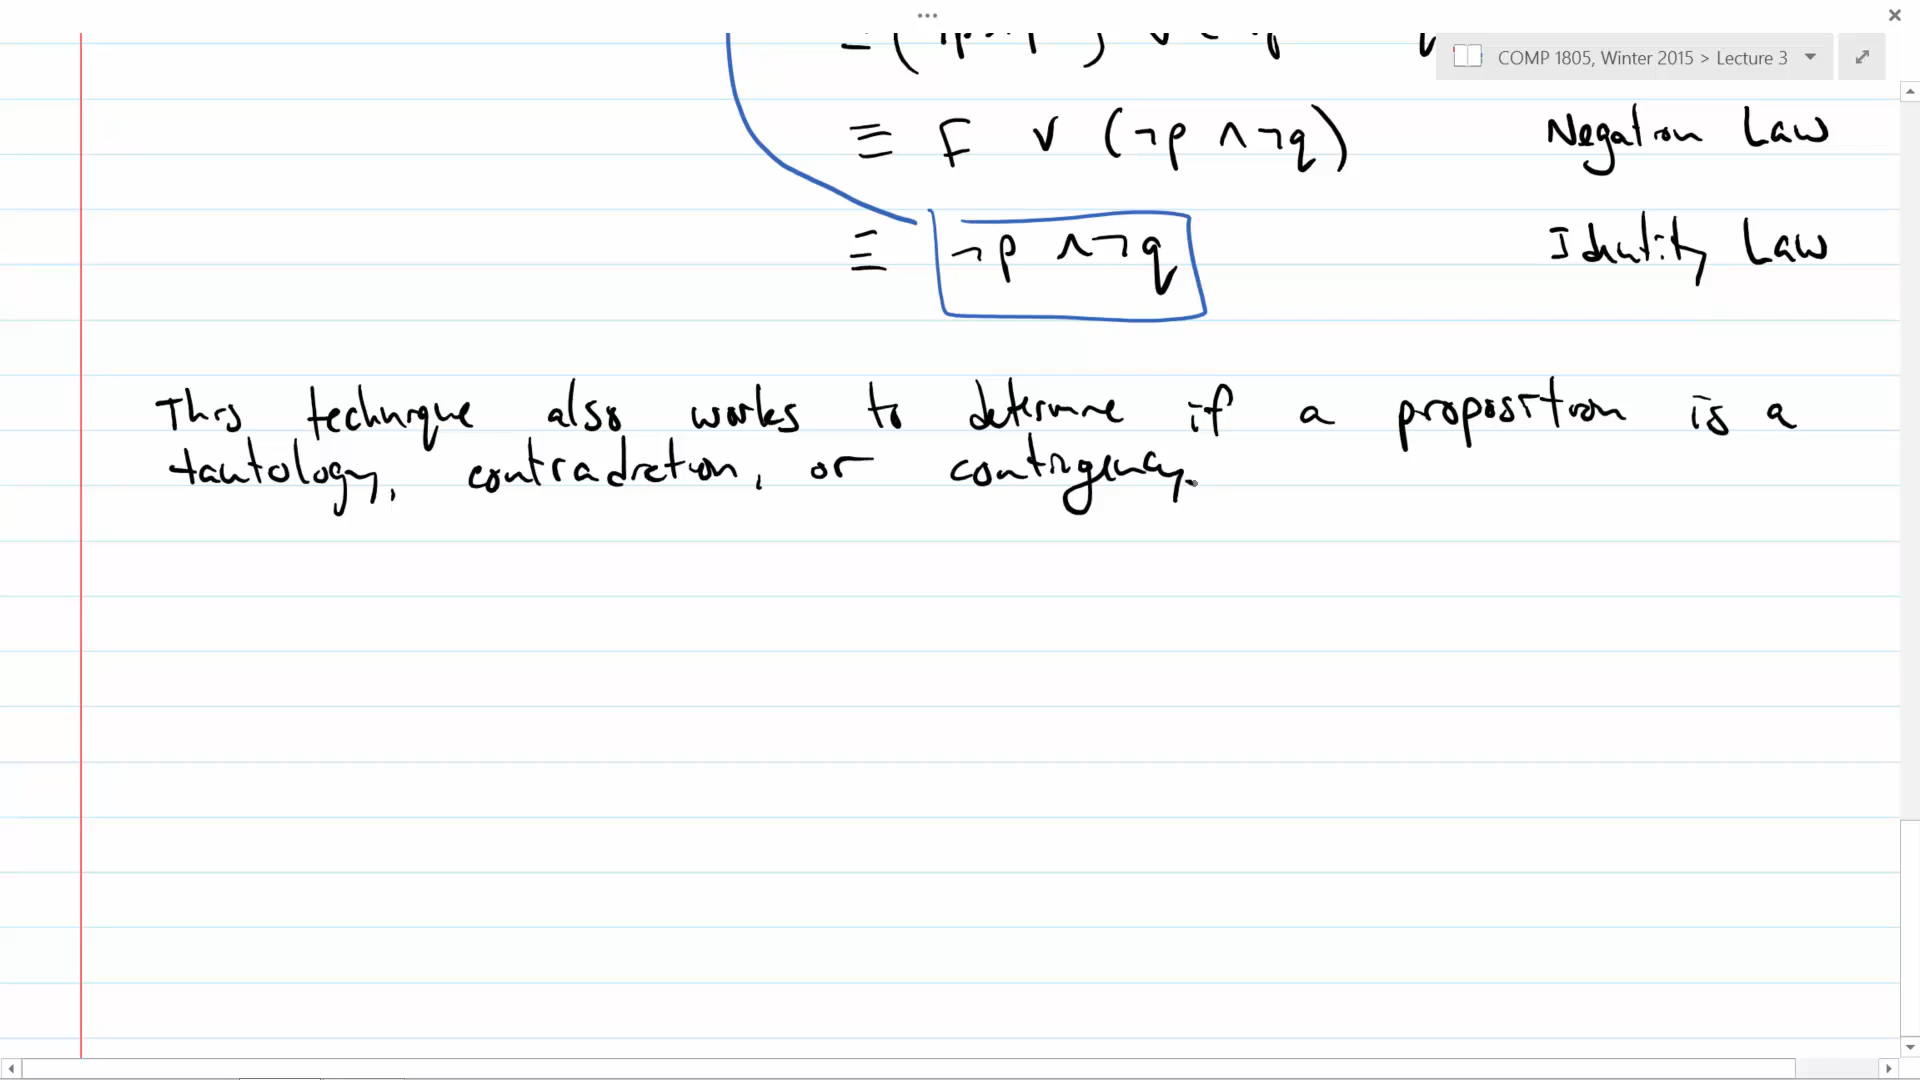 COMP 1805, Winter 2015 > Lecture 3
≡ F ∨ (¬p ∧ ¬q) Negation Law
≡ ¬p ∧ ¬q Identity Law
This technique also works to determine if a proposition is a
tautology, contradiction, or contingency.